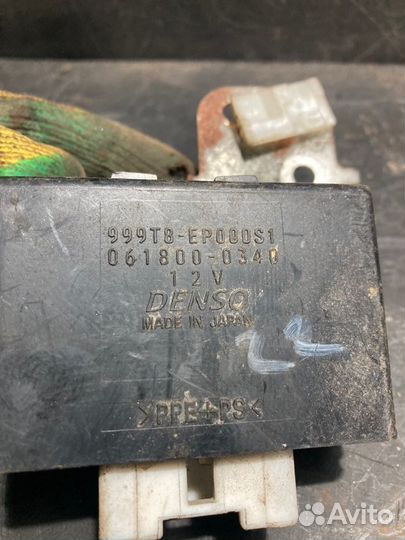 999T8-EP000S1
061800-0340
12V
DENSO
MADE IN JAPAN
>PPE+PS<
Avito